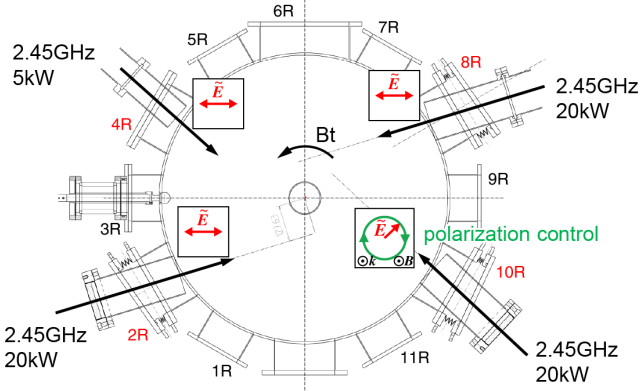 6R
5R
7R
2.45GHz
5kW
8R
Ẽ
Ẽ
2.45GHz
20kW
4R
Bt
9R
3R
Ẽ
Ẽ
polarization control
k
B
10R
2R
2.45GHz
20kW
1R
11R
2.45GHz
20kW